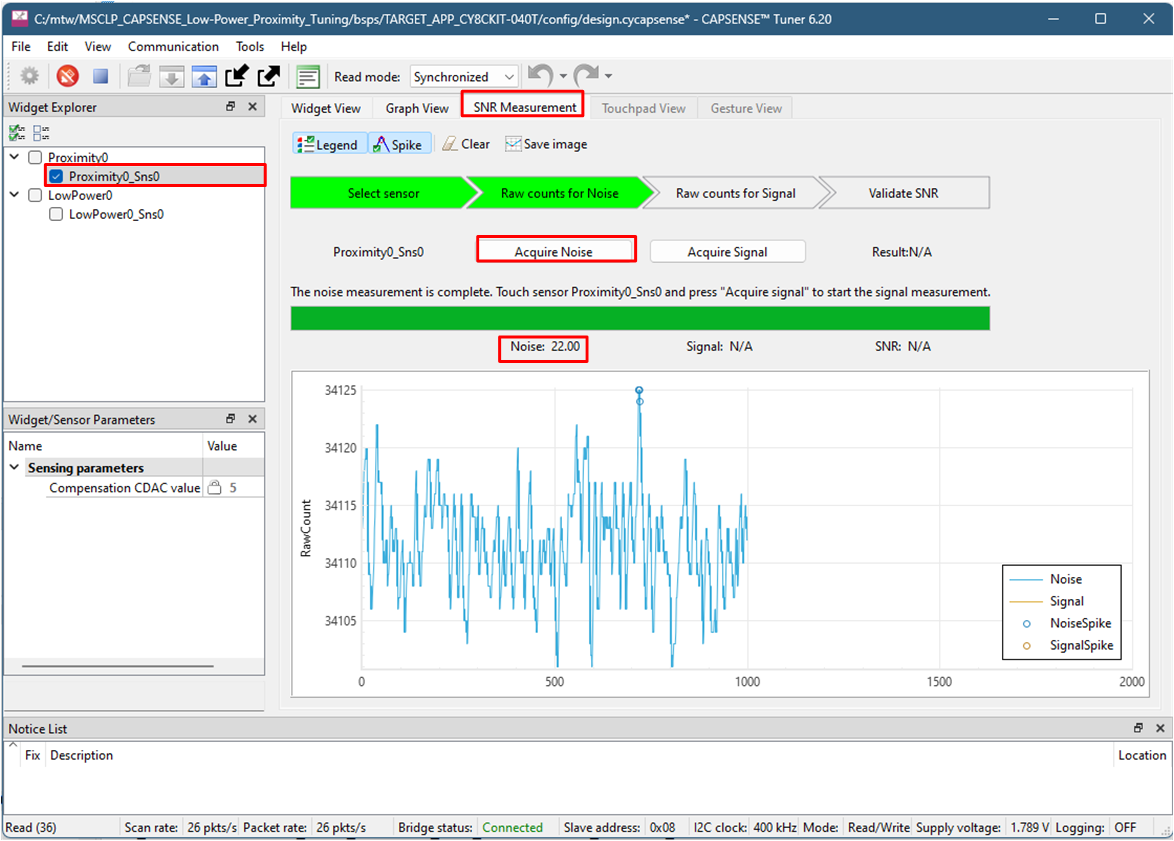 C:/mtw/MSCLP_CAPSENSE_Low-Power_Proximity_Tuning/bsps/TARGET_APP_CY8CKIT-040T/config/design.cycapsense* - CAPSENSE™ Tuner 6.20
File Edit View Communication Tools Help
Read mode: Synchronized
Widget Explorer
Proximity0
Proximity0_Sns0
LowPower0
LowPower0_Sns0
Widget/Sensor Parameters
Name Value
Sensing parameters
Compensation CDAC value 5
Widget View Graph View SNR Measurement Touchpad View Gesture View
Legend Spike Clear Save image
Select sensor Raw counts for Noise Raw counts for Signal Validate SNR
Proximity0_Sns0 Acquire Noise Acquire Signal Result:N/A
The noise measurement is complete. Touch sensor Proximity0_Sns0 and press "Acquire signal" to start the signal measurement.
Noise: 22.00 Signal: N/A SNR: N/A
RawCount
34125
34120
34115
34110
34105
0 500 1000 1500 2000
Noise
Signal
NoiseSpike
SignalSpike
Notice List
Fix Description Location
Read (36) Scan rate: 26 pkts/s Packet rate: 26 pkts/s Bridge status: Connected Slave address: 0x08 I2C clock: 400 kHz Mode: Read/Write Supply voltage: 1.789 V Logging: OFF